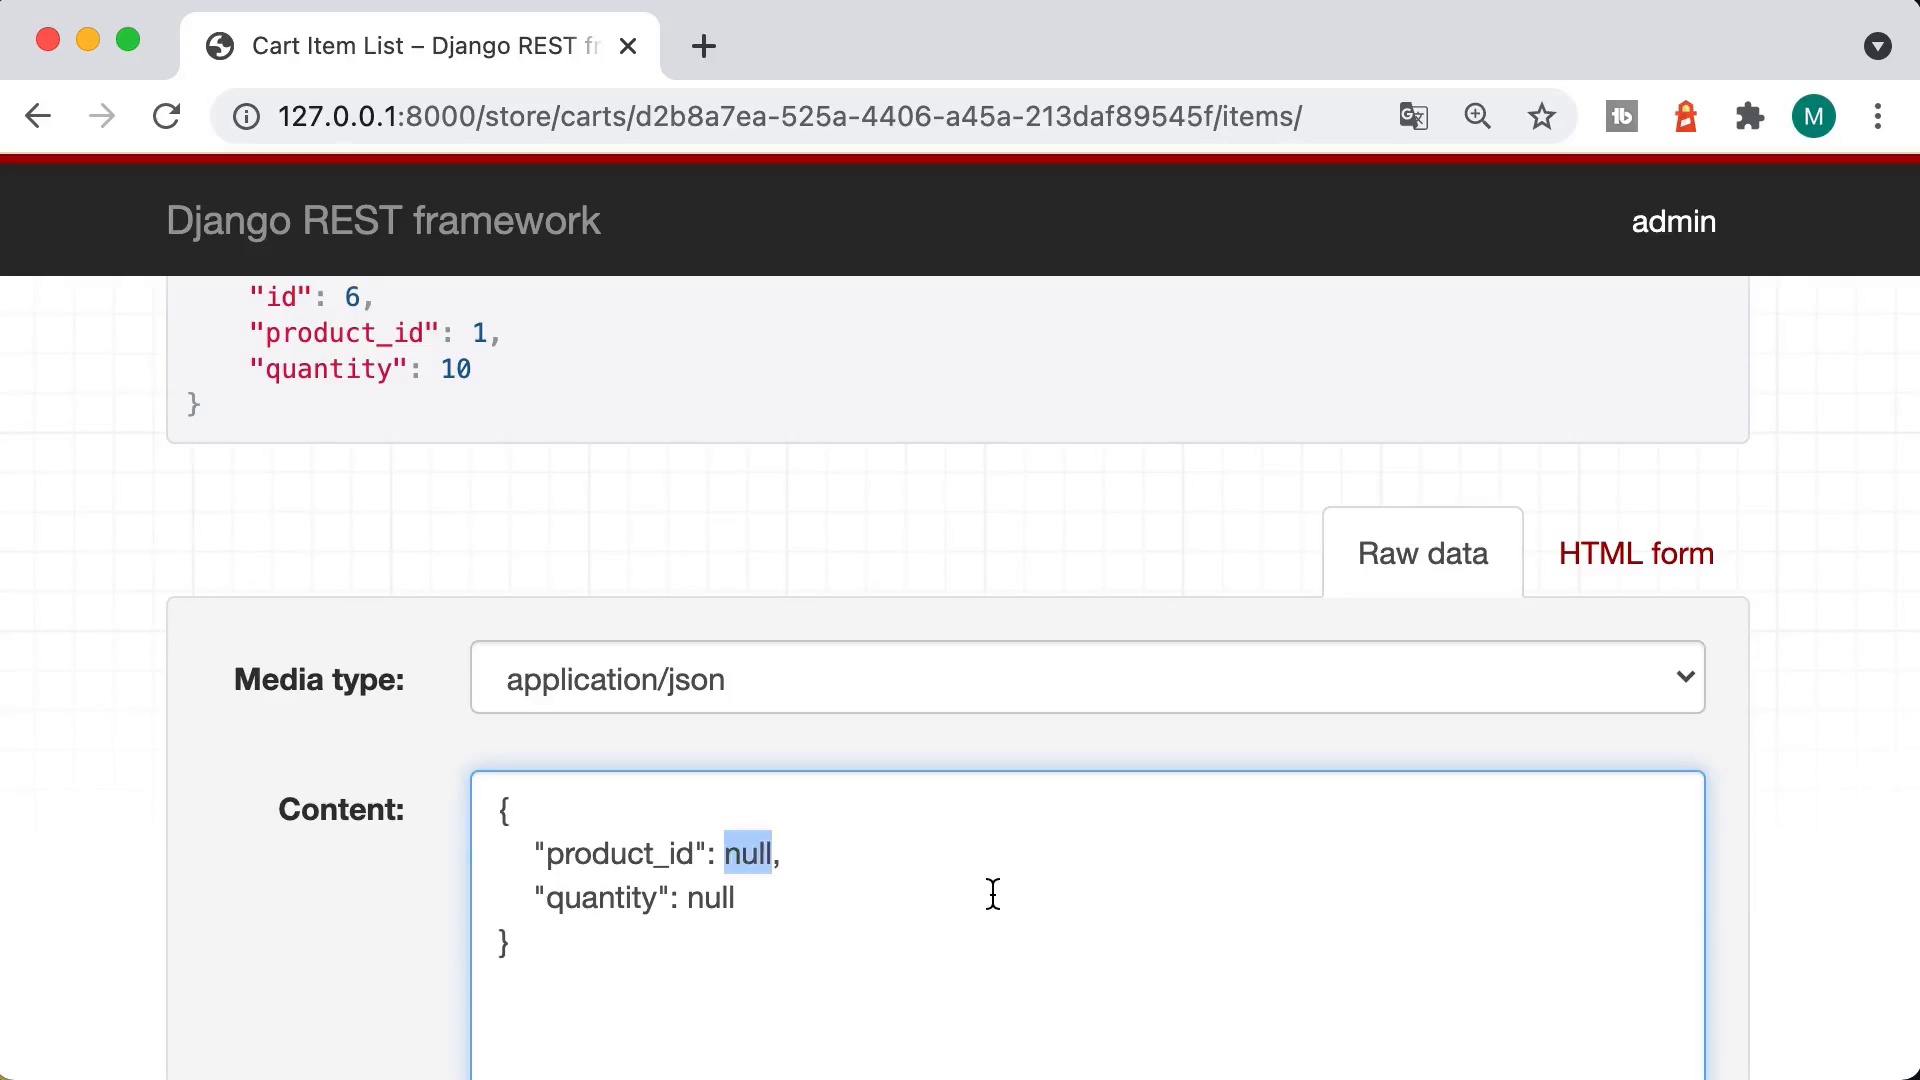 Cart Item List – Django REST fr
127.0.0.1:8000/store/carts/d2b8a7ea-525a-4406-a45a-213daf89545f/items/
M
Django REST framework
admin
"id": 6,
"product_id": 1,
"quantity": 10
}
Raw data
HTML form
Media type:
application/json
Content:
{
"product_id": null,
"quantity": null
}